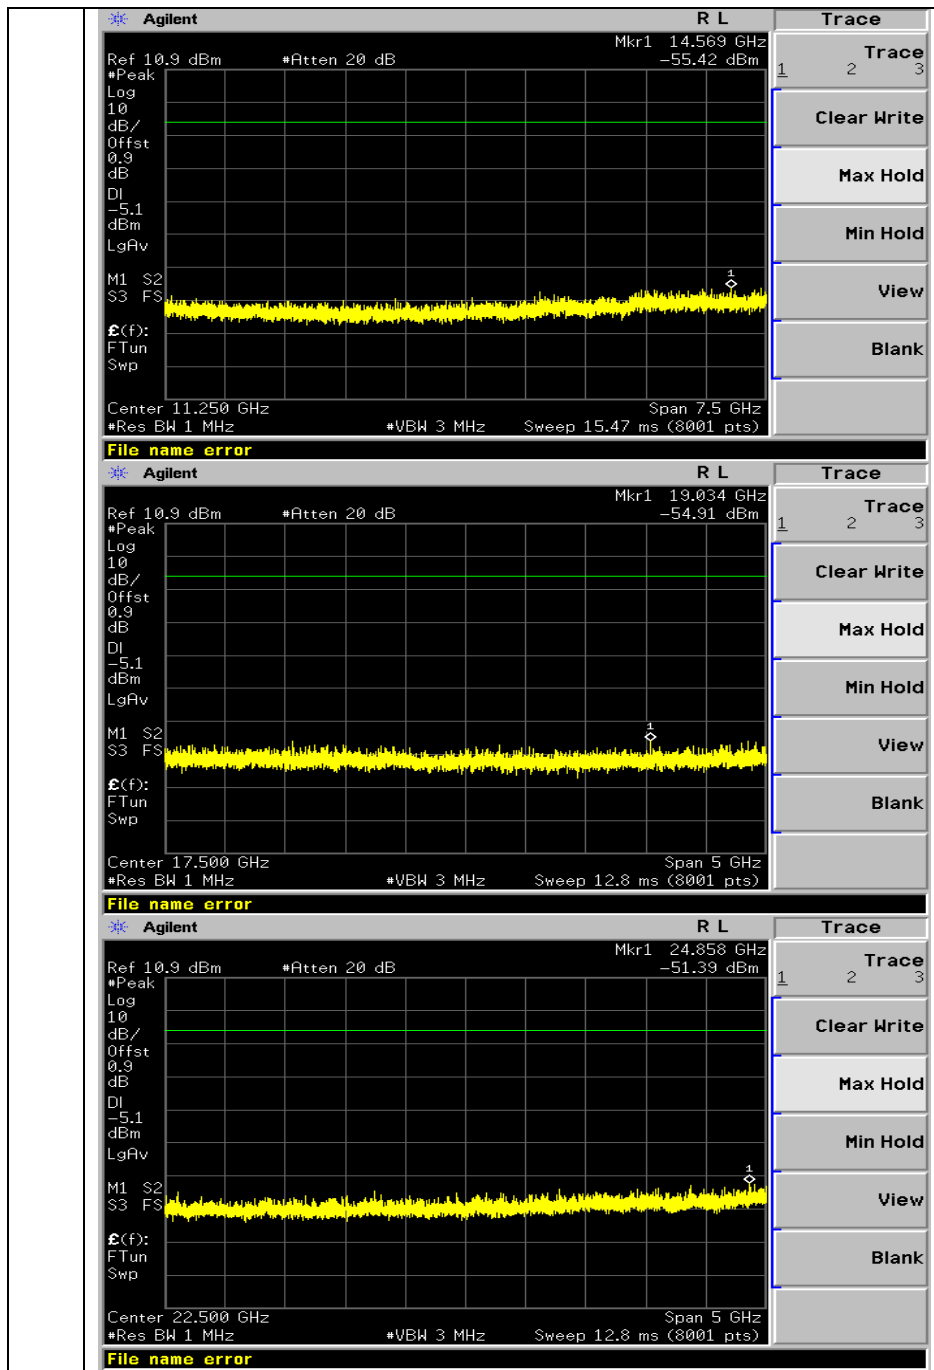 Agilent R L Trace
Mkr1 14.569 GHz
Ref 10.9 dBm #Atten 20 dB -55.42 dBm
Trace
1 2 3
#Peak
Log
10
dB/
Offst
0.9
dB
DI
-5.1
dBm
LgAv
M1 S2
S3 FS
£(f):
FTun
Swp
1
Clear Write
Max Hold
Min Hold
View
Blank
Center 11.250 GHz Span 7.5 GHz
#Res BW 1 MHz #VBW 3 MHz Sweep 15.47 ms (8001 pts)
File name error
Agilent R L Trace
Mkr1 19.034 GHz
Ref 10.9 dBm #Atten 20 dB -54.91 dBm
Trace
1 2 3
#Peak
Log
10
dB/
Offst
0.9
dB
DI
-5.1
dBm
LgAv
M1 S2
S3 FS
£(f):
FTun
Swp
1
Clear Write
Max Hold
Min Hold
View
Blank
Center 17.500 GHz Span 5 GHz
#Res BW 1 MHz #VBW 3 MHz Sweep 12.8 ms (8001 pts)
File name error
Agilent R L Trace
Mkr1 24.858 GHz
Ref 10.9 dBm #Atten 20 dB -51.39 dBm
Trace
1 2 3
#Peak
Log
10
dB/
Offst
0.9
dB
DI
-5.1
dBm
LgAv
M1 S2
S3 FS
£(f):
FTun
Swp
1
Clear Write
Max Hold
Min Hold
View
Blank
Center 22.500 GHz Span 5 GHz
#Res BW 1 MHz #VBW 3 MHz Sweep 12.8 ms (8001 pts)
File name error